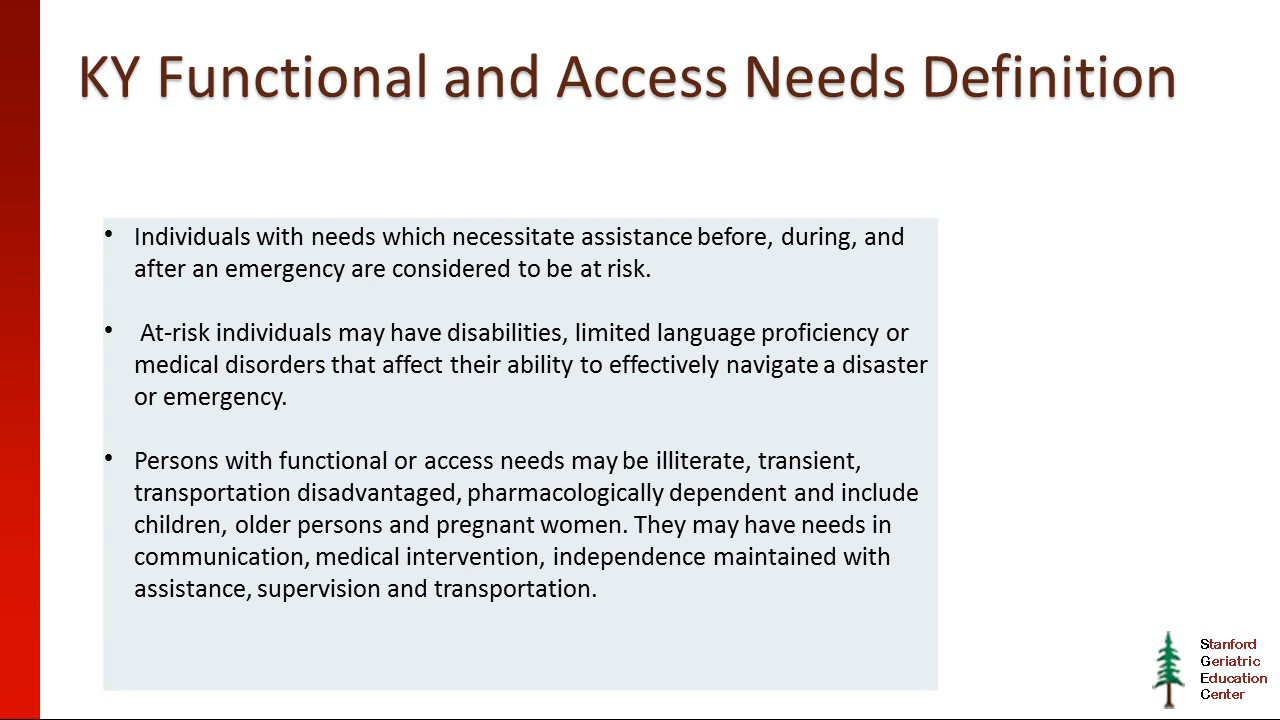 KY Functional and Access Needs Definition
• Individuals with needs which necessitate assistance before, during, and
after an emergency are considered to be at risk.
• At-risk individuals may have disabilities, limited language proficiency or
medical disorders that affect their ability to effectively navigate a disaster
or emergency.
• Persons with functional or access needs may be illiterate, transient,
transportation disadvantaged, pharmacologically dependent and include
children, older persons and pregnant women. They may have needs in
communication, medical intervention, independence maintained with
assistance, supervision and transportation.
Stanford
Geriatric
Education
Center